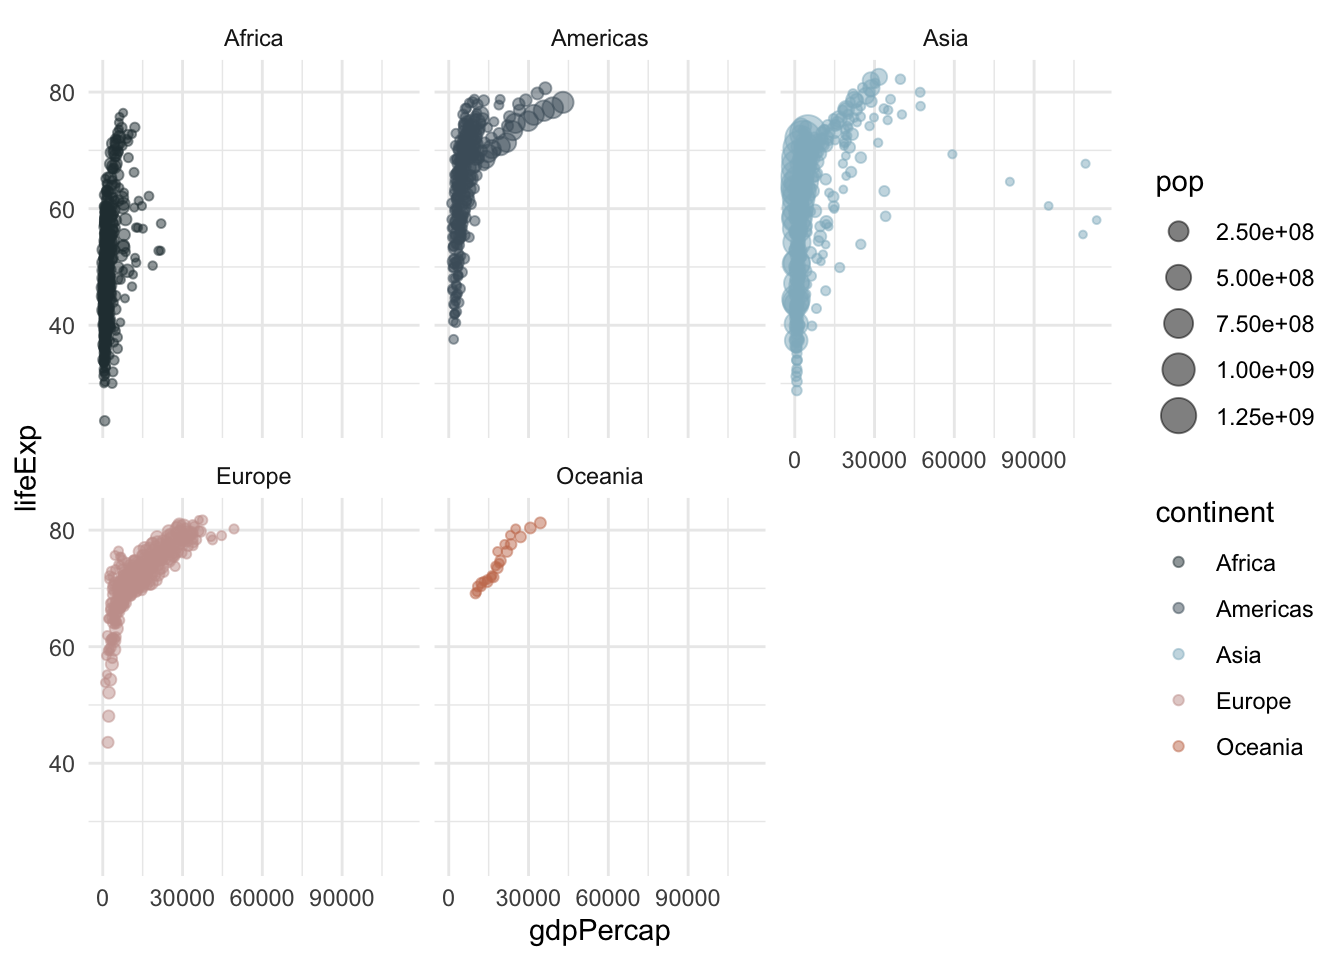 Africa
Americas
Asia
80
60
40
0 30000 60000 90000
Europe
Oceania
80
60
40
0 30000 60000 90000
0 30000 60000 90000
gdpPercap
lifeExp
pop
2.50e+08
5.00e+08
7.50e+08
1.00e+09
1.25e+09
continent
Africa
Americas
Asia
Europe
Oceania